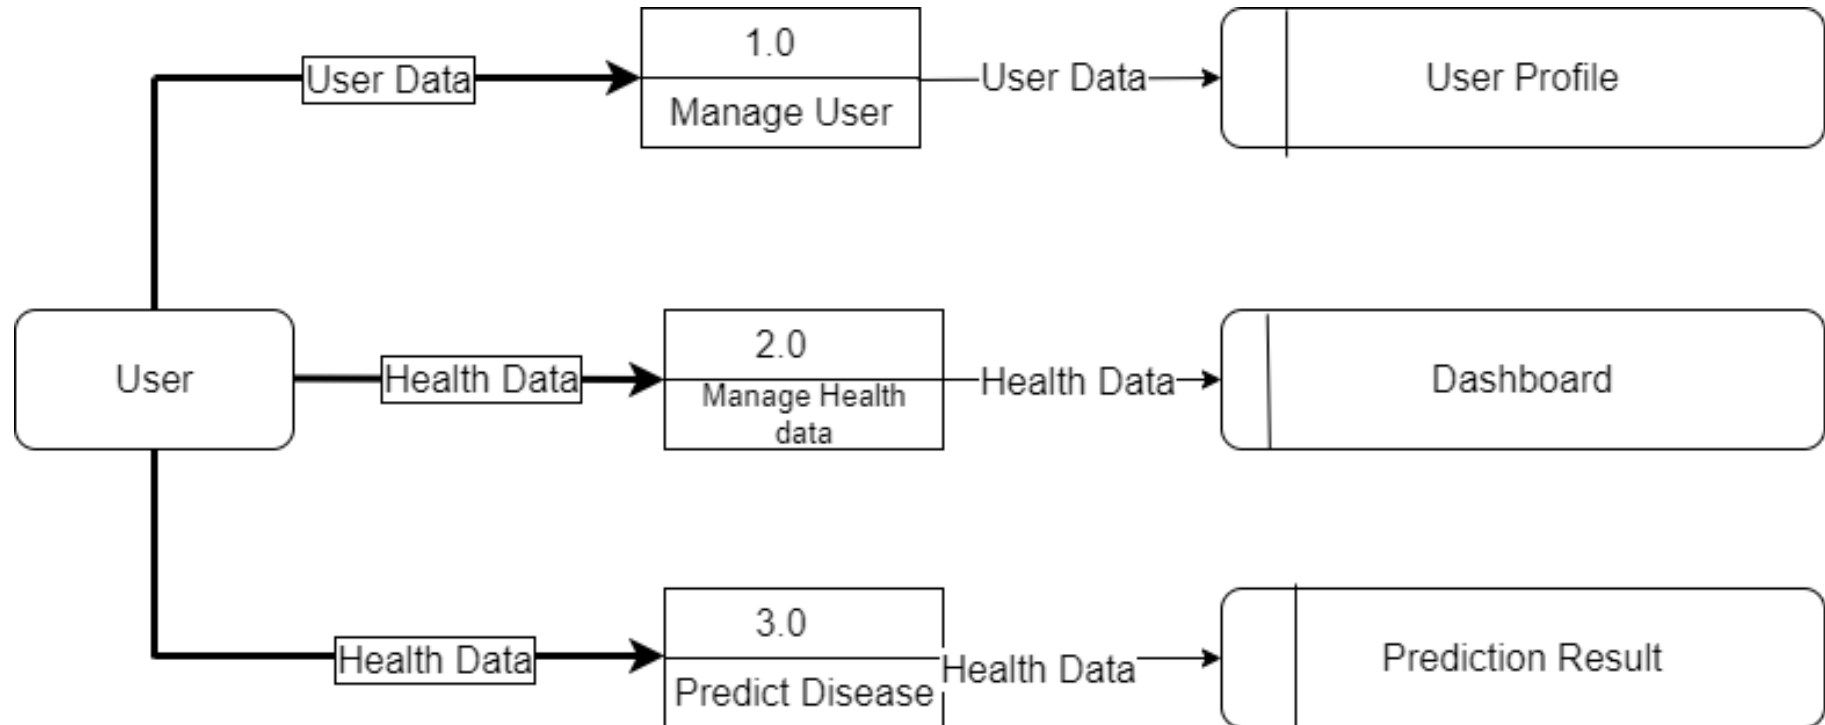 1.0
User Data
Manage User
User Data
User Profile
User
Health Data
2.0
Manage Health
data
Health Data
Dashboard
Health Data
3.0
Predict Disease
Health Data
Prediction Result